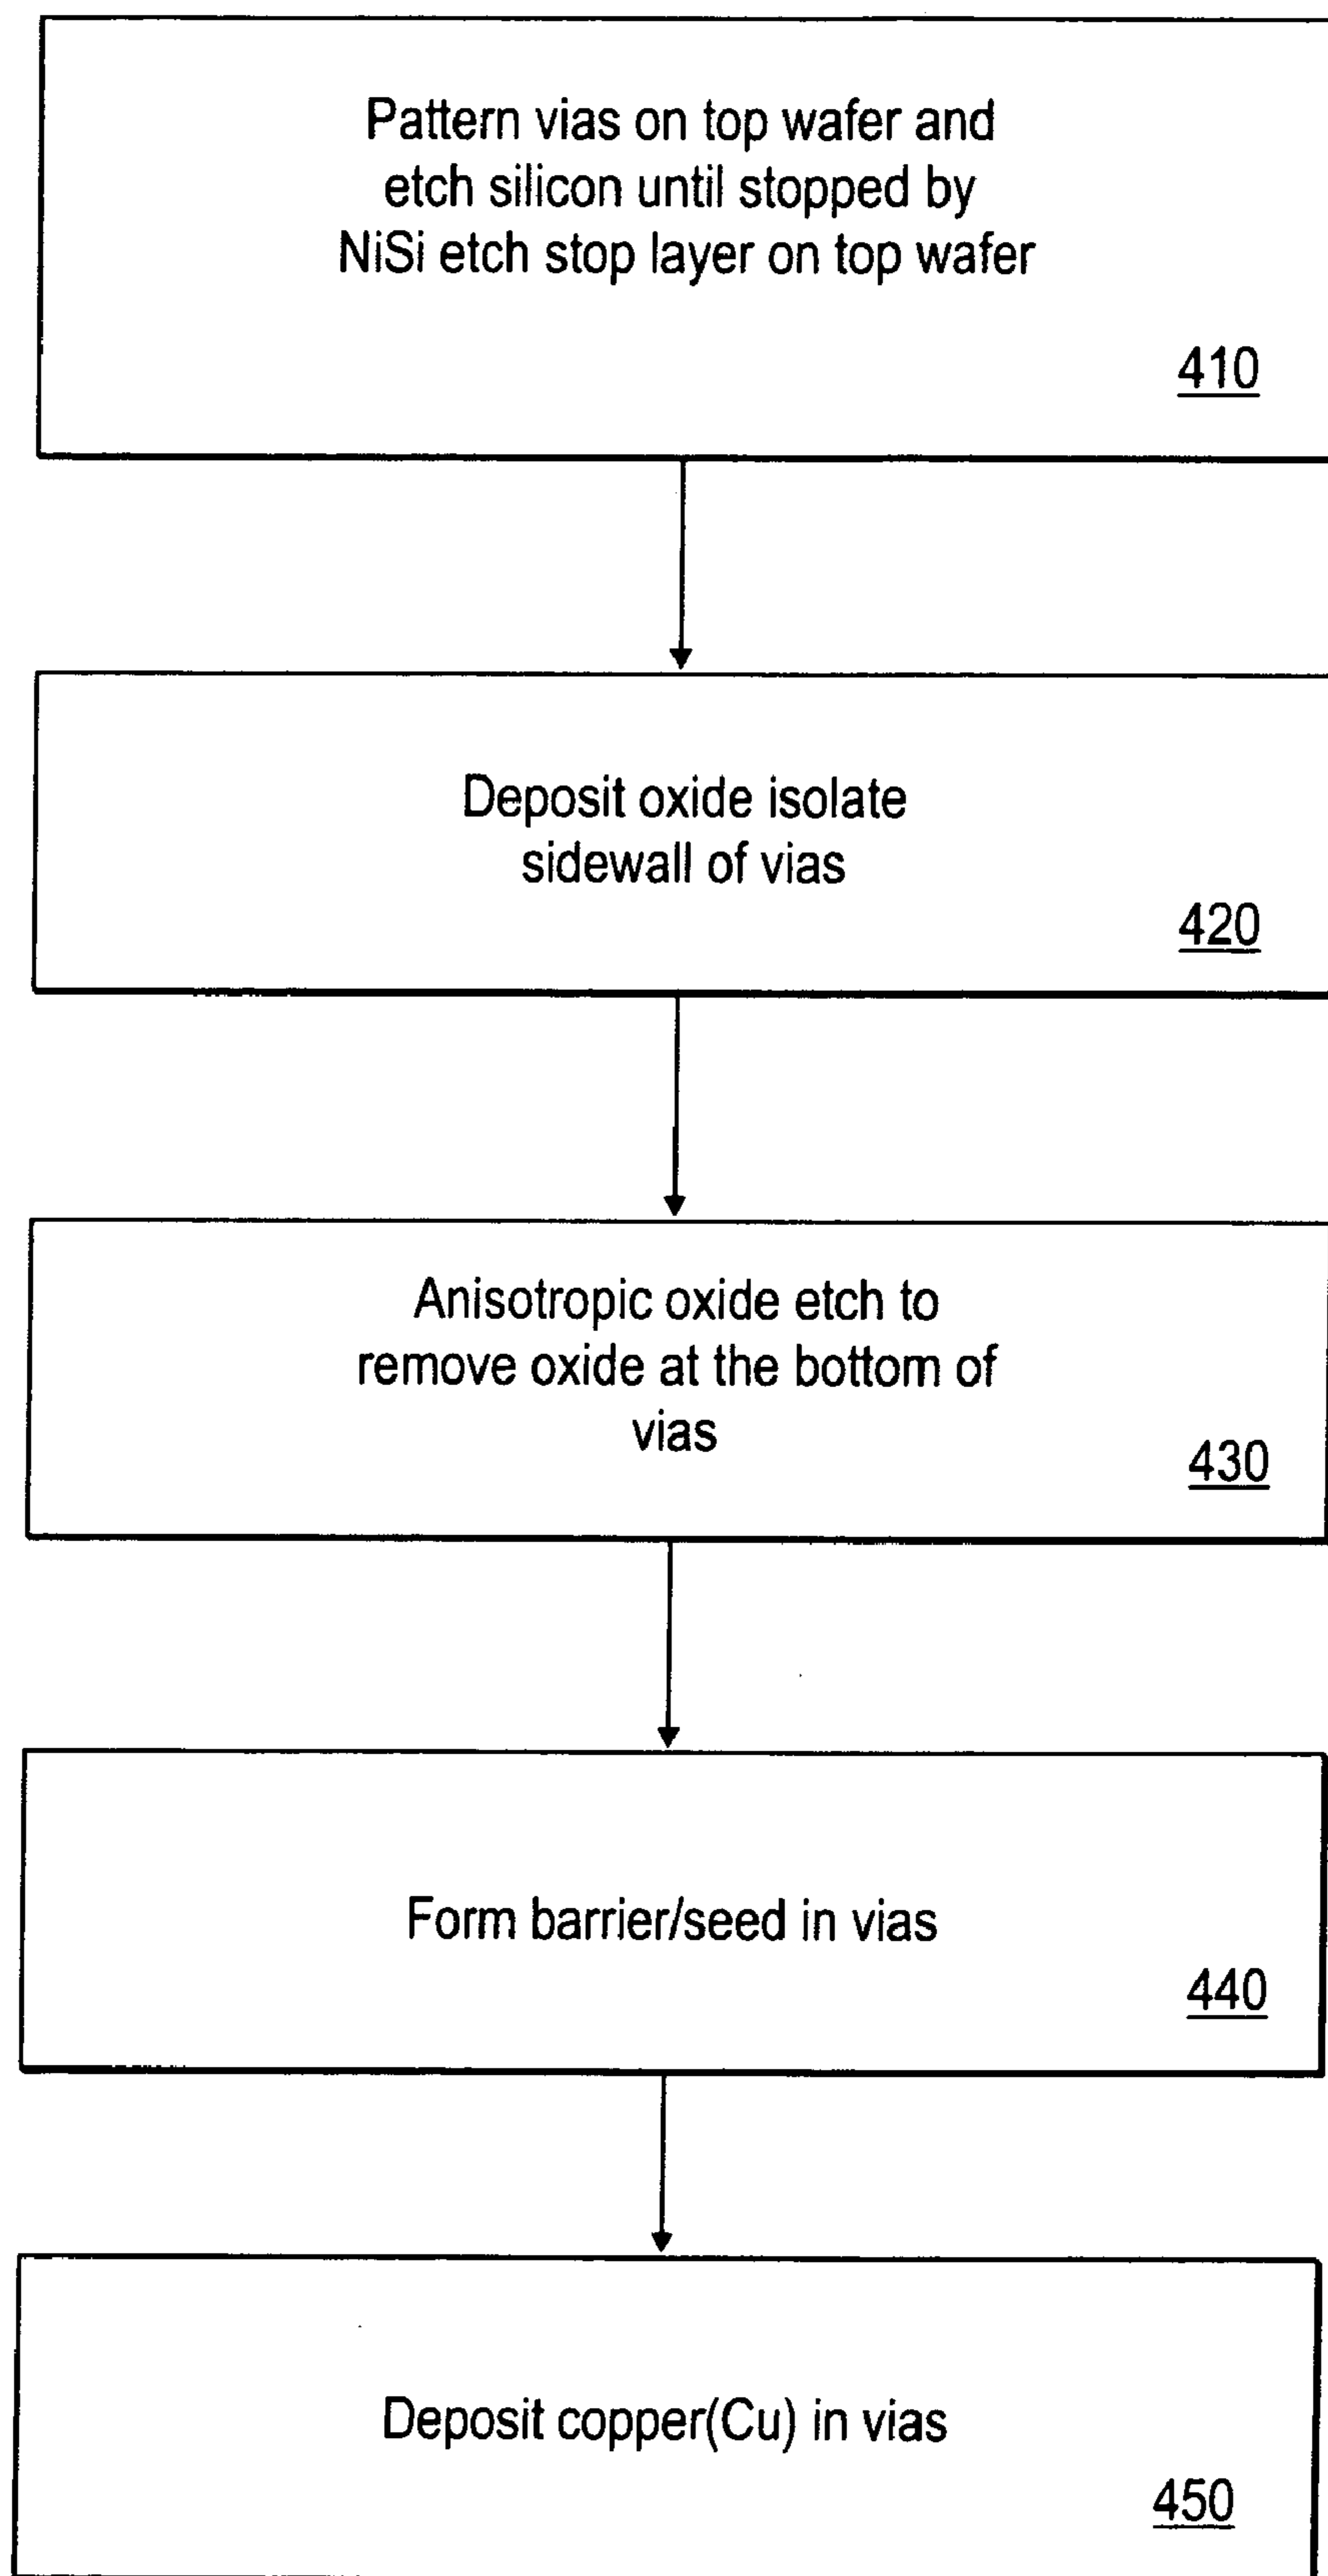 Pattern vias on top wafer and
etch silicon until stopped by
NiSi etch stop layer on top wafer
410
Deposit oxide isolate
sidewall of vias
420
Anisotropic oxide etch to
remove oxide at the bottom of
vias
430
Form barrier/seed in vias
440
Deposit copper(Cu) in vias
450